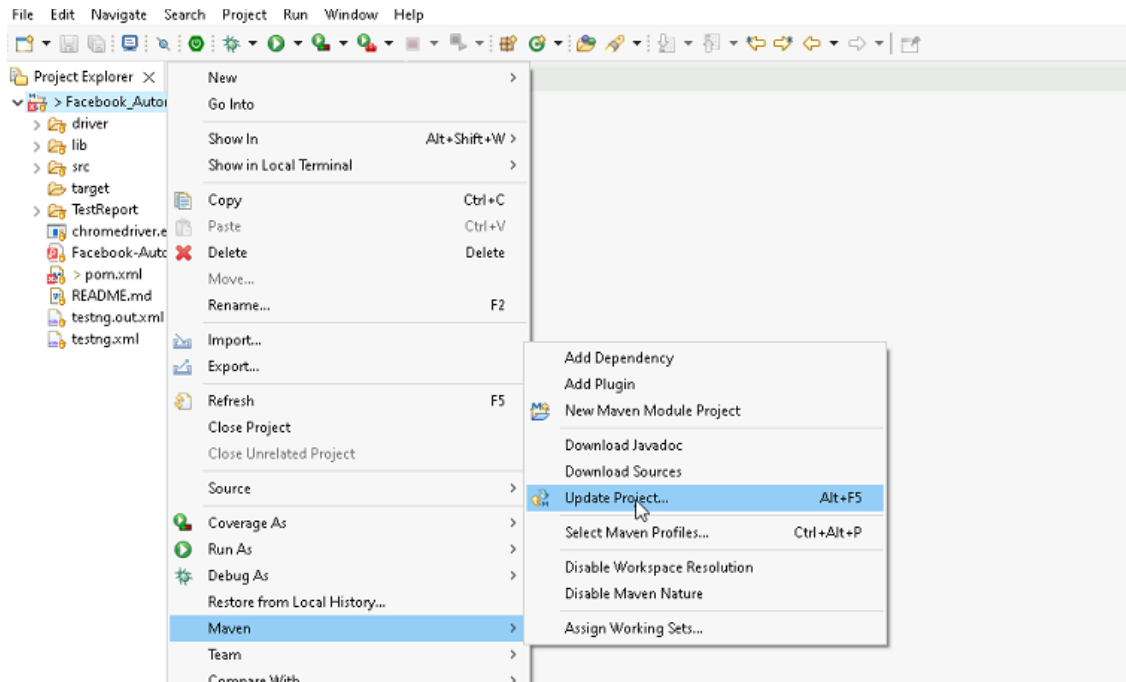 File Edit Navigate Search Project Run Window Help
Project Explorer
> Facebook_Autor
driver
lib
src
target
TestReport
chromedriver.e
Facebook-Autc
> pom.xml
README.md
testng.out.xml
testng.xml
New
Go Into
Show In Alt+Shift+W >
Show in Local Terminal
Copy Ctrl+C
Paste Ctrl+V
Delete Delete
Move...
Rename... F2
Import...
Export...
Refresh F5
Close Project
Close Unrelated Project
Source
Coverage As
Run As
Debug As
Restore from Local History...
Maven
Team
Compare With
Add Dependency
Add Plugin
New Maven Module Project
Download Javadoc
Download Sources
Update Project... Alt+F5
Select Maven Profiles... Ctrl+Alt+P
Disable Workspace Resolution
Disable Maven Nature
Assign Working Sets...